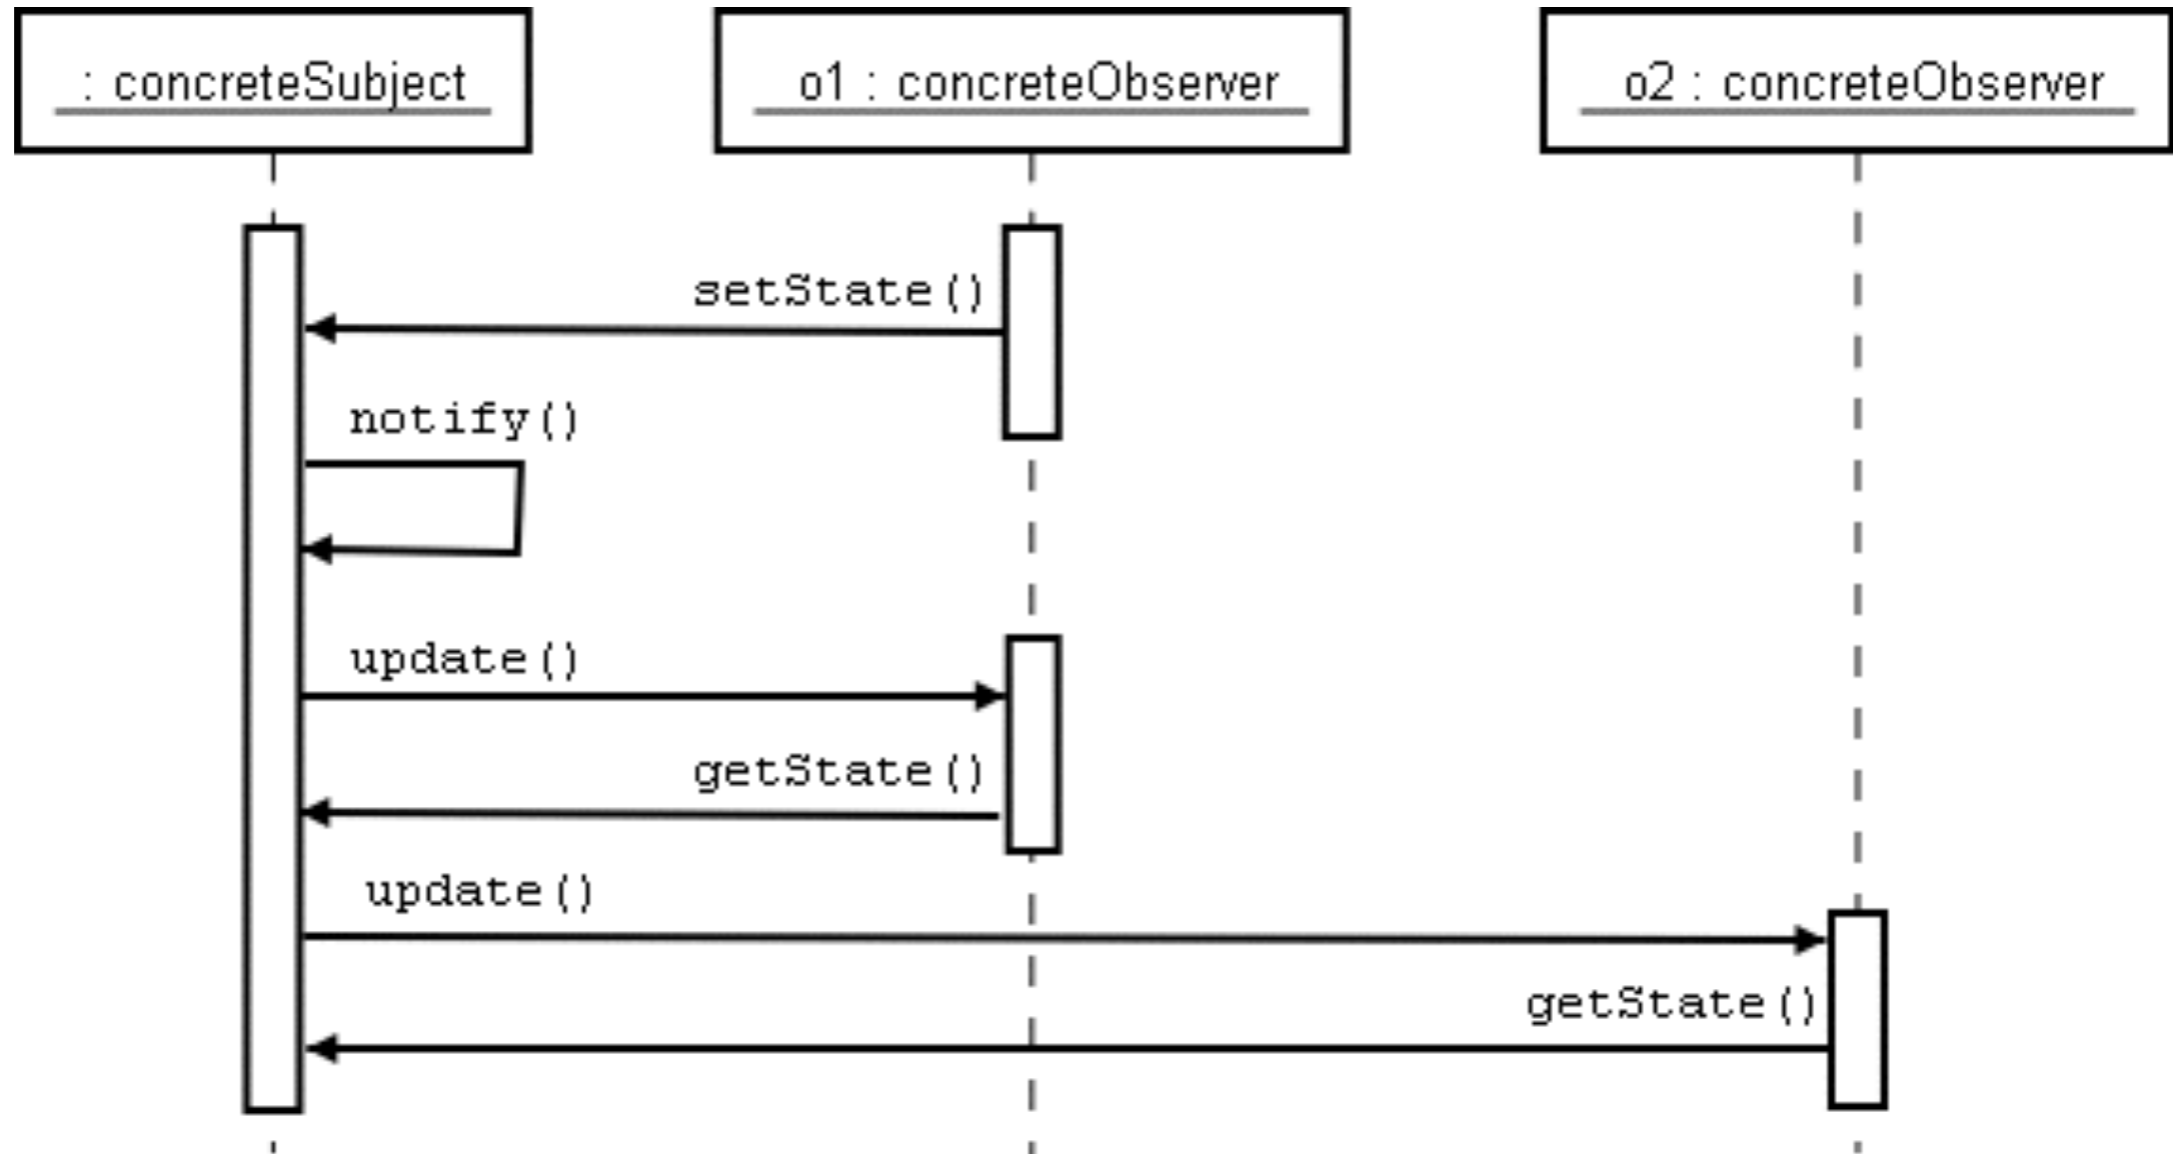 : concreteSubject
o1 : concreteObserver
o2 : concreteObserver
setState()
notify()
update()
getState()
update()
getState()